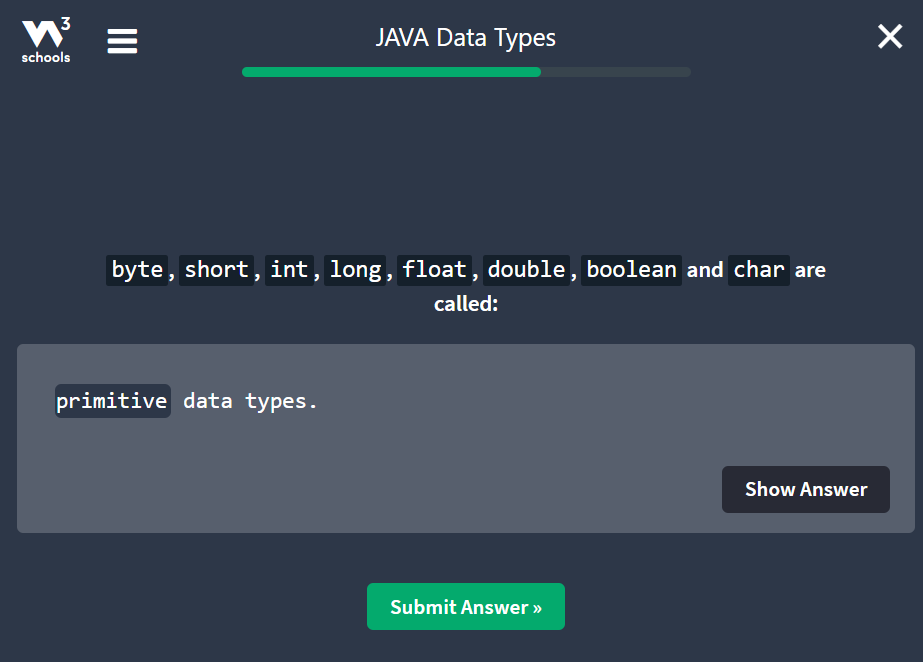 3
schools
JAVA Data Types
byte, short, int, long, float, double, boolean and char are
called:
primitive data types.
Show Answer
Submit Answer »